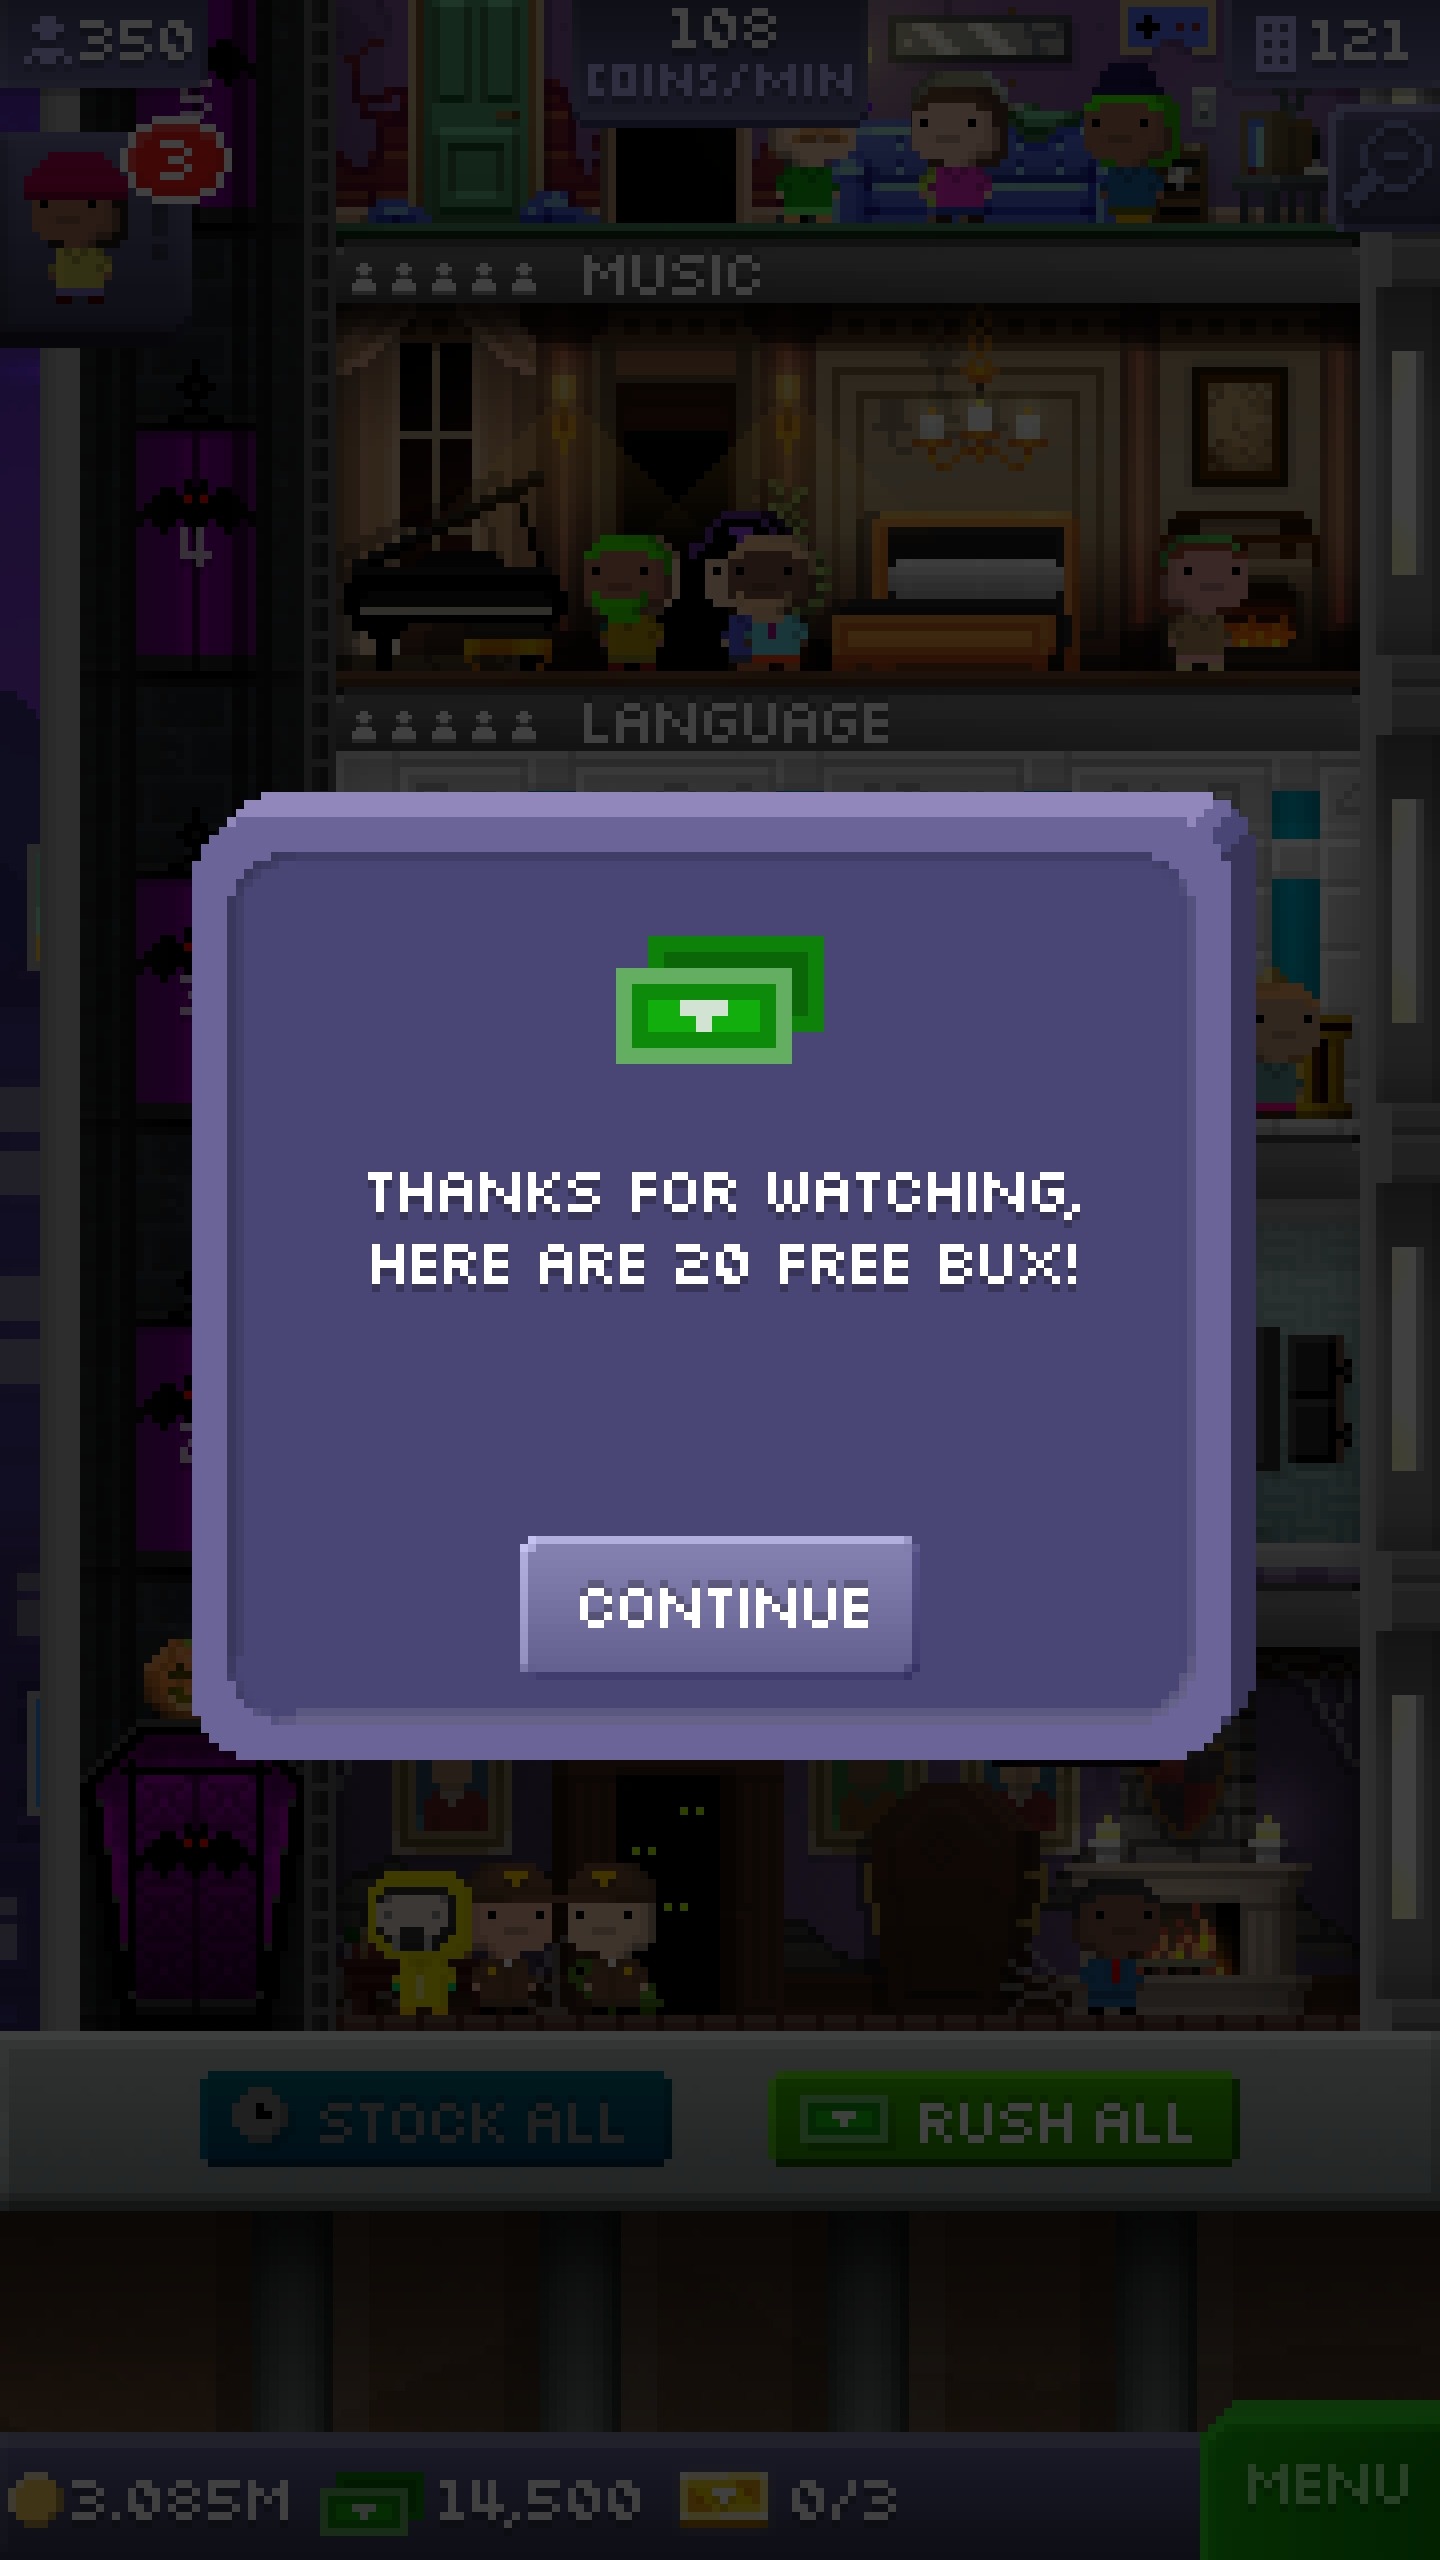 350
108
COINS/MIN
121
3
MUSIC
4
LANGUAGE
THANKS FOR WATCHING,
HERE ARE 20 FREE BUX!
CONTINUE
STOCK ALL
RUSH ALL
3.085M
14,500
0/3
MENU